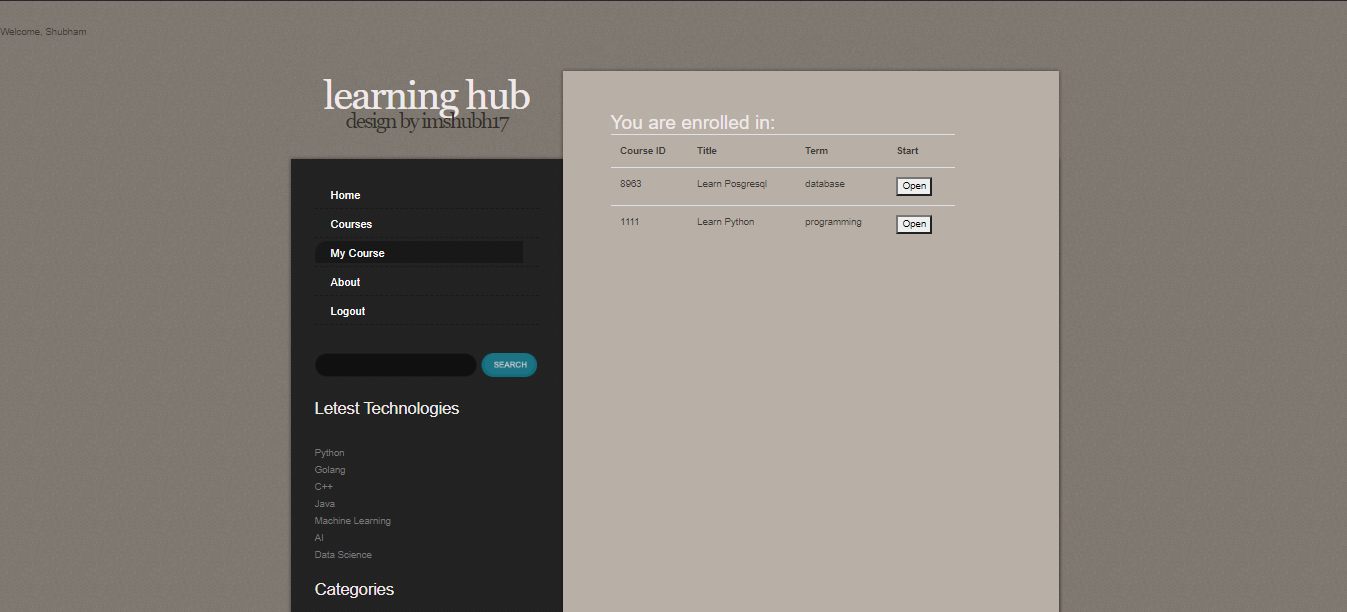 Welcome, Shubham
learning hub
design by imshubh17
Home
Courses
My Course
About
Logout
SEARCH
Letest Technologies
Python
Golang
C++
Java
Machine Learning
AI
Data Science
Categories
You are enrolled in:
Course ID Title Term Start
8963 Learn Posgresql database Open
1111 Learn Python programming Open